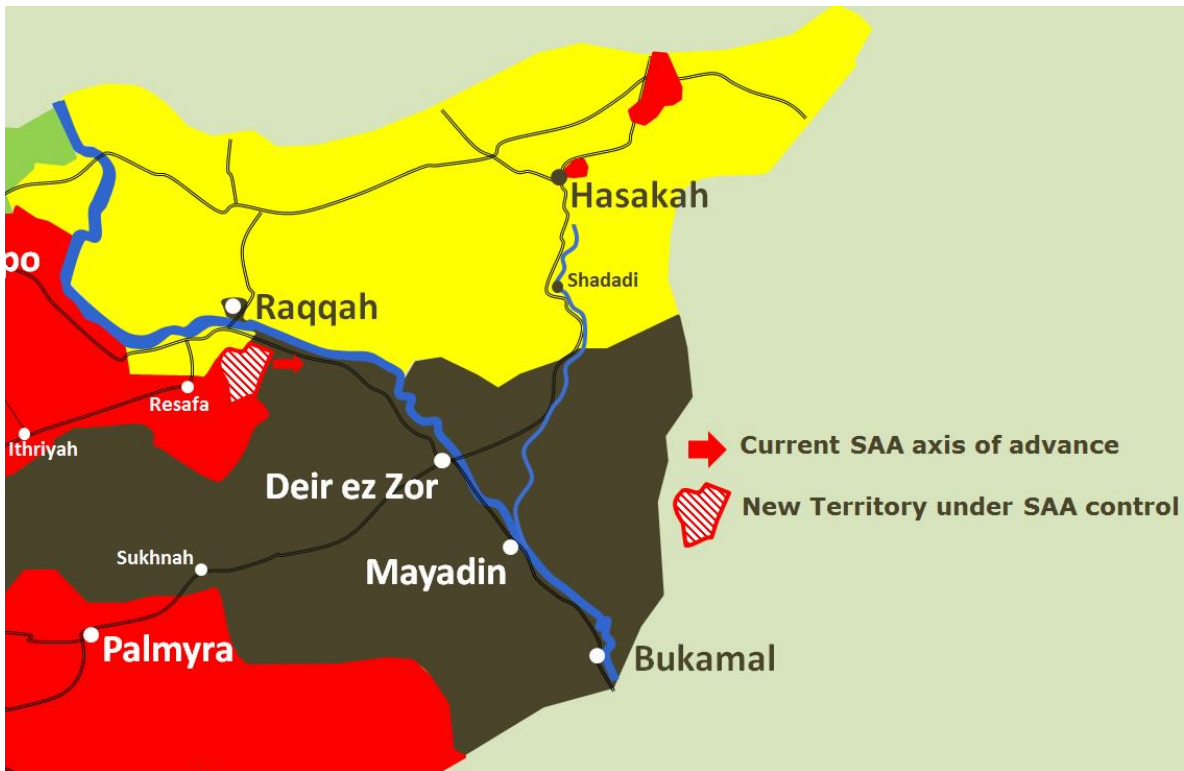 Hasakah
po
Shadadi
Raqqah
Resafa
Ithriyah
Current SAA axis of advance
Deir ez Zor
New Territory under SAA control
Sukhnah
Mayadin
Palmyra
Bukamal